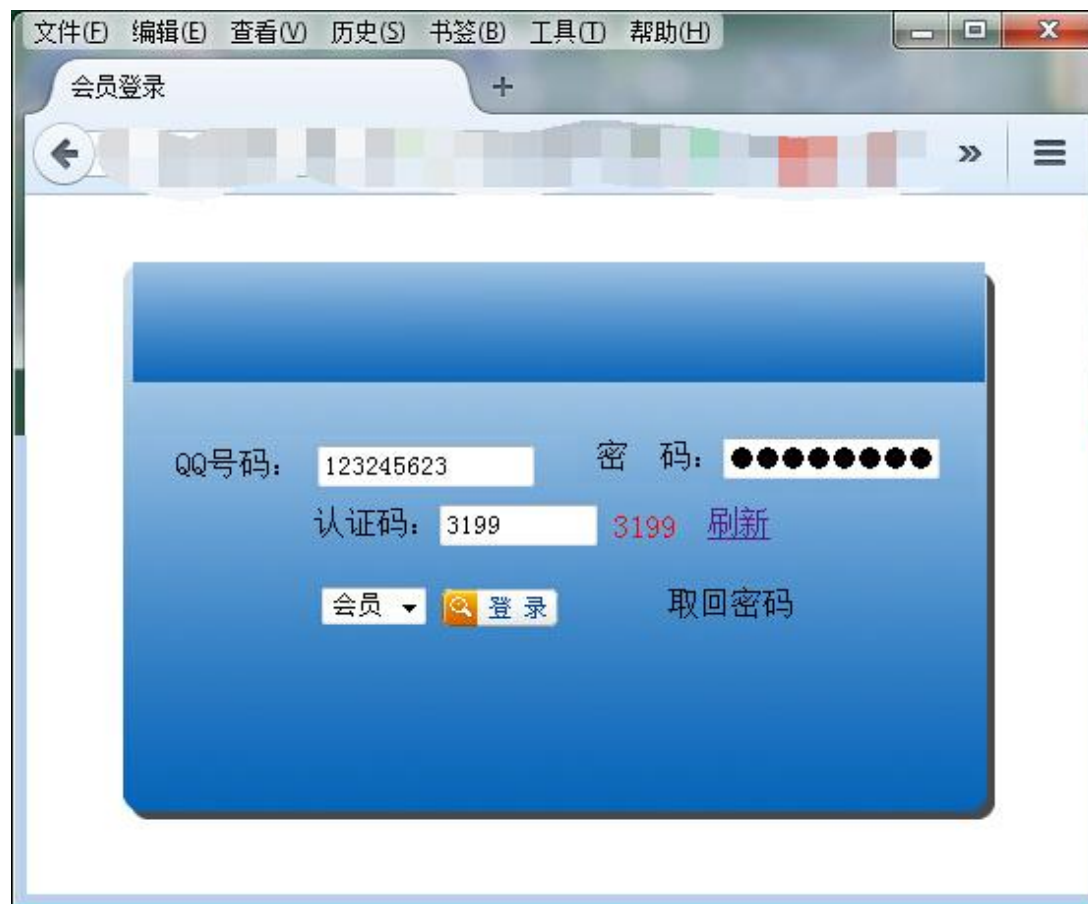 文件(F) 编辑(E) 查看(V) 历史(S) 书签(B) 工具(T) 帮助(H)
会员登录
QQ号码: 123245623 密 码: ●●●●●●●●
认证码: 3199 3199 刷新
会员 登 录 取回密码